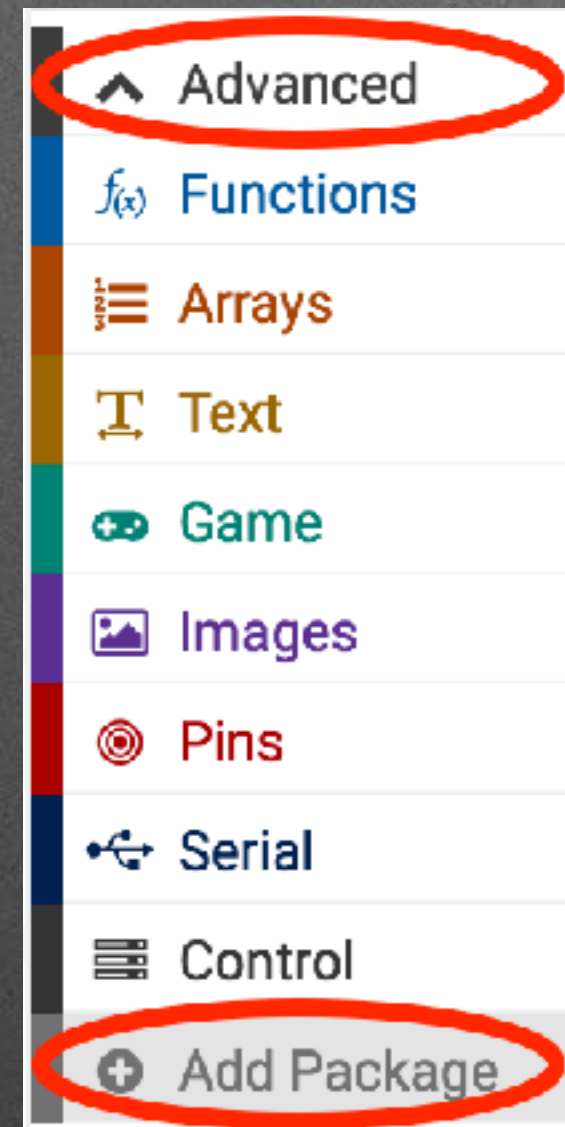 Advanced
f(x) Functions
Arrays
Text
Game
Images
Pins
Serial
Control
Add Package